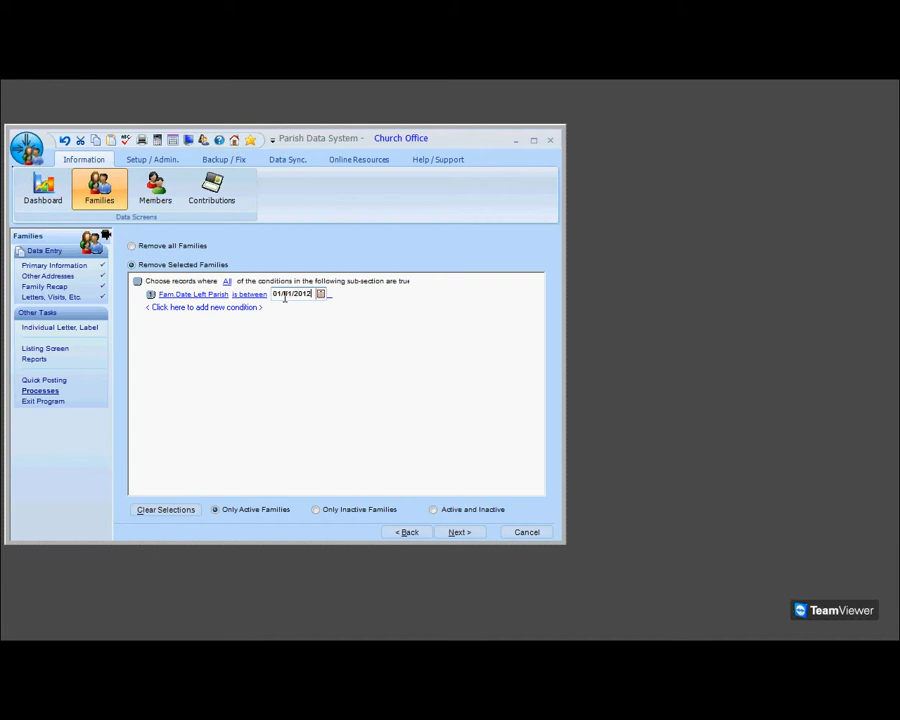 Parish Data System - Church Office
Information Setup / Admin. Backup / Fix Data Sync. Online Resources Help / Support
Dashboard Families Members Contributions
Data Screens
Families
Data Entry
Primary Information
Other Addresses
Family Recap
Letters, Visits, Etc.
Other Tasks
Individual Letter, Label
Listing Screen
Reports
Quick Posting
Processes
Exit Program
Remove all Families
Remove Selected Families
Choose records where All of the conditions in the following sub-section are true
1 Fam.Date Left Parish is between 01/01/2012
< Click here to add new condition >
Clear Selections Only Active Families Only Inactive Families Active and Inactive
< Back Next > Cancel
TeamViewer